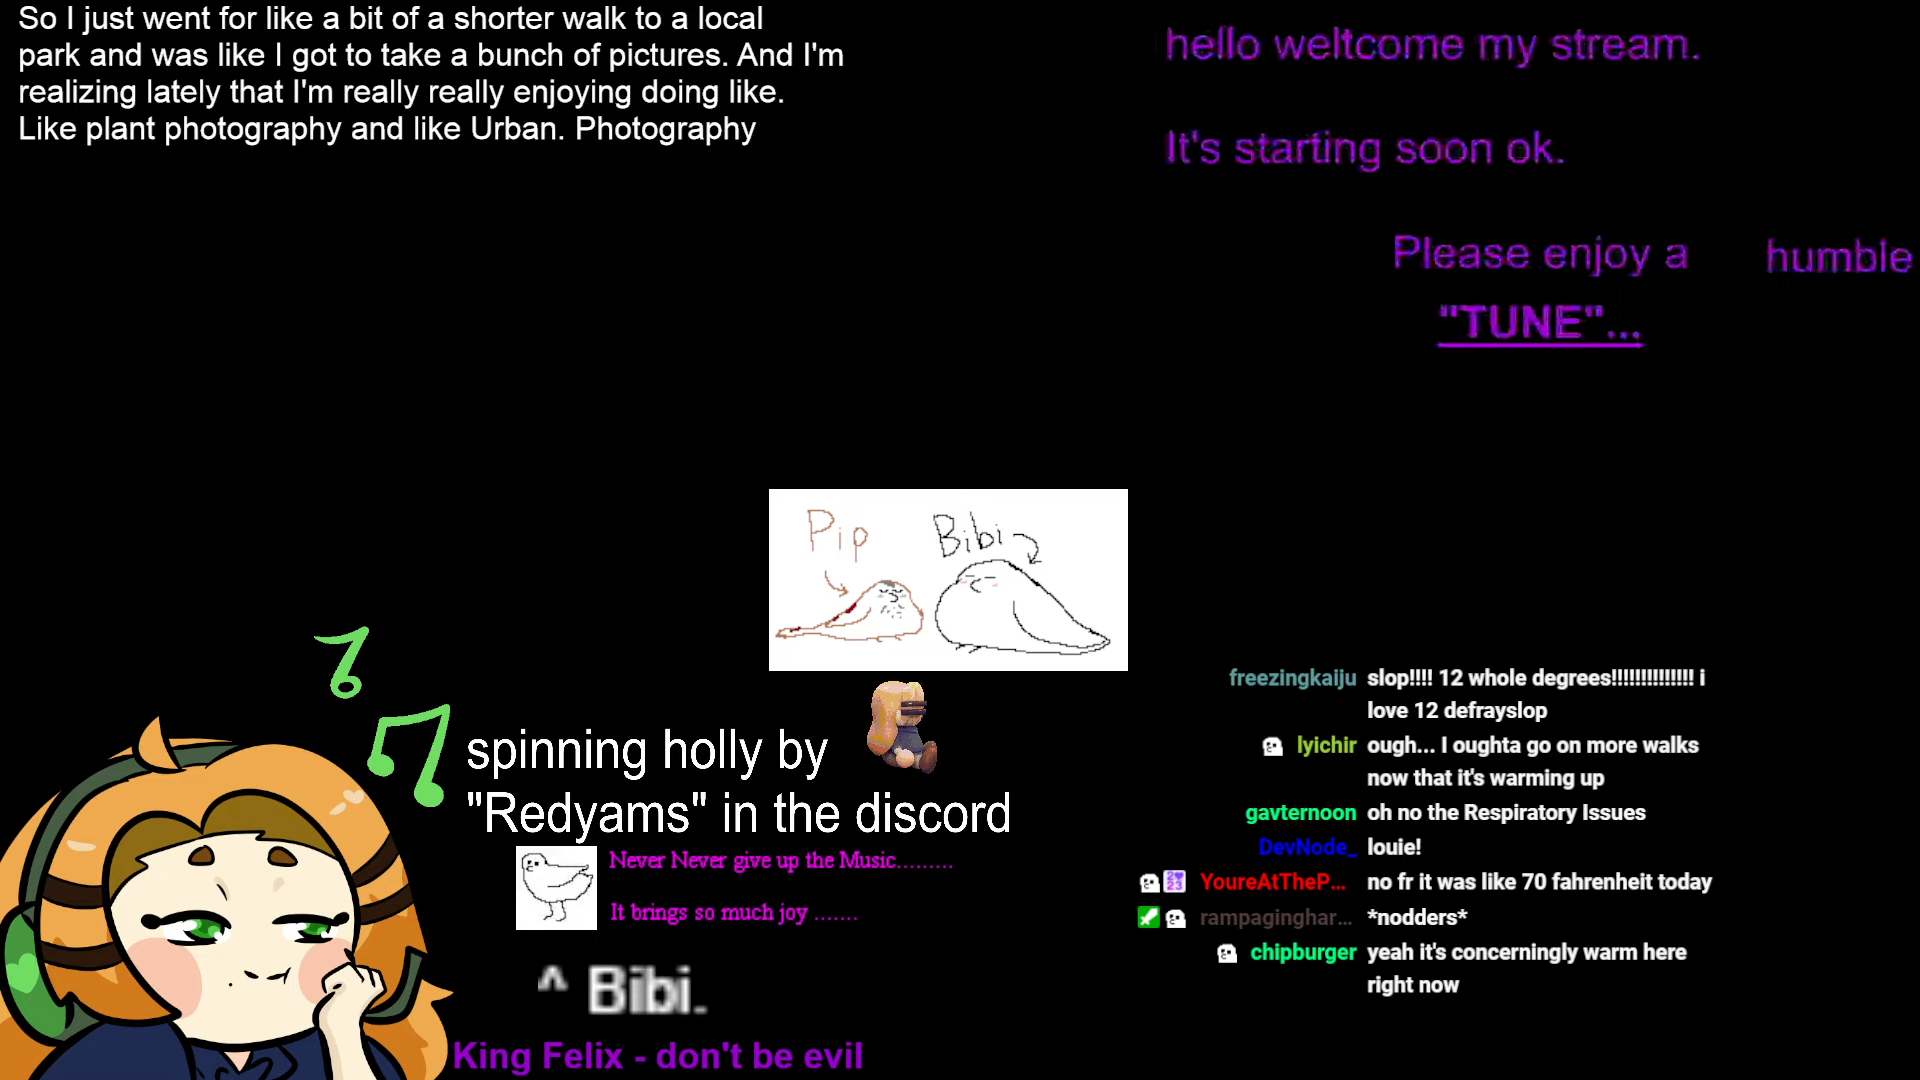 So I just went for like a bit of a shorter walk to a local
park and was like I got to take a bunch of pictures. And I'm
realizing lately that I'm really really enjoying doing like.
Like plant photography and like Urban. Photography
hello weltcome my stream.
It's starting soon ok.
Please enjoy a humble
"TUNE"...
Pip
Bibi
spinning holly by
"Redyams" in the discord
Never Never give up the Music.........
It brings so much joy .......
^ Bibi.
King Felix - don't be evil
freezingkaiju slop!!!! 12 whole degrees!!!!!!!!!!!!!! i
love 12 defrayslop
lyichir ough... I oughta go on more walks
now that it's warming up
gavternoon oh no the Respiratory Issues
DevNode_ louie!
YoureAtTheP... no fr it was like 70 fahrenheit today
rampaginghar... *nodders*
chipburger yeah it's concerningly warm here
right now